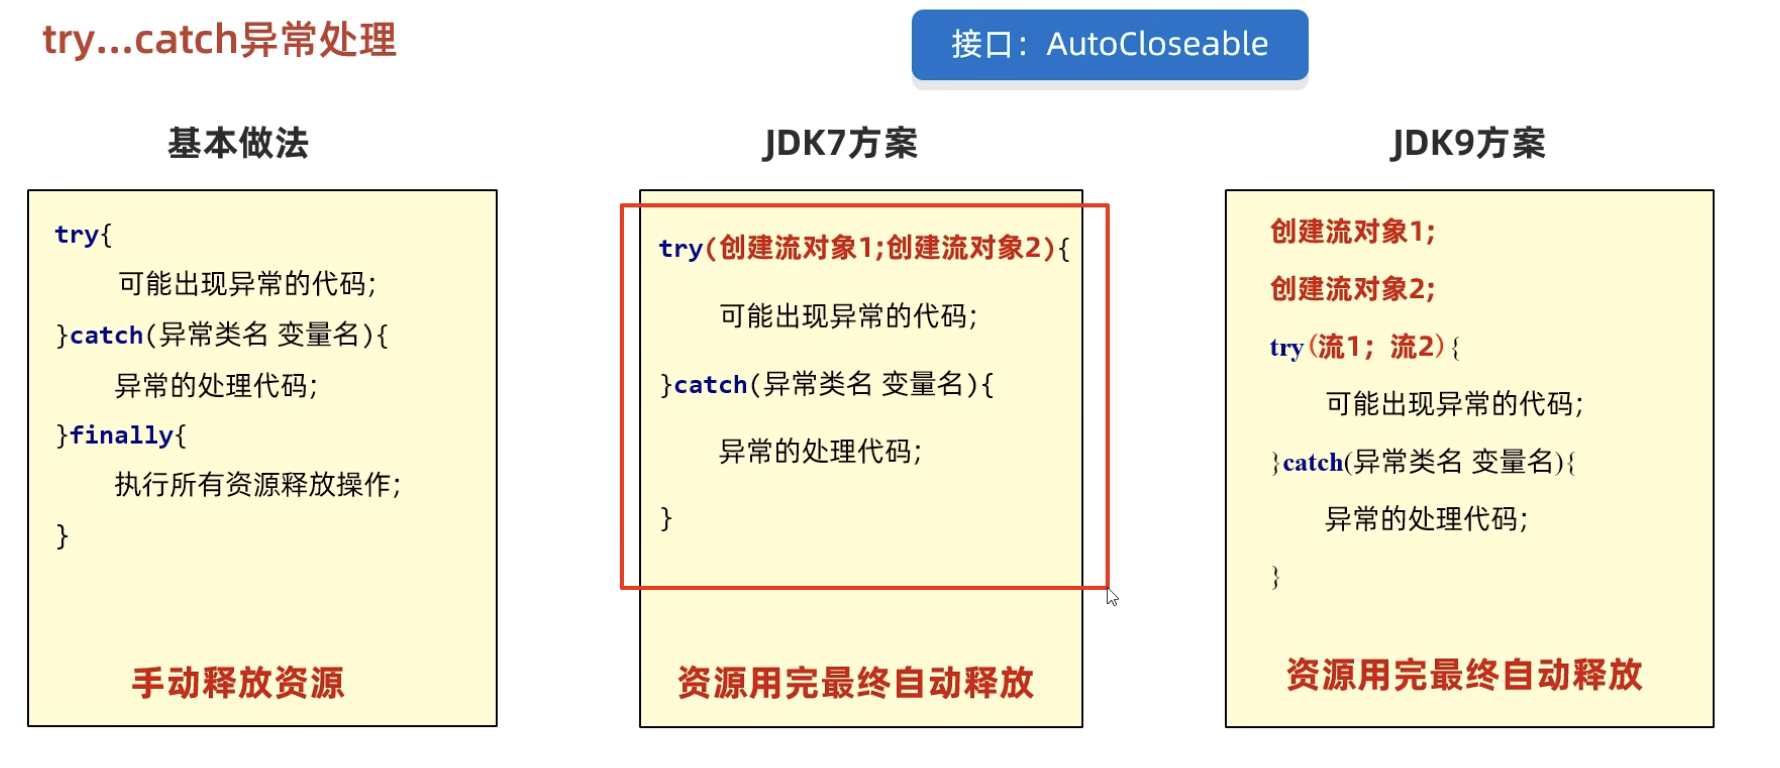 try...catch异常处理
接口：AutoCloseable
基本做法
try{
可能出现异常的代码;
}catch(异常类名 变量名){
异常的处理代码;
}finally{
执行所有资源释放操作;
}
手动释放资源
JDK7方案
try(创建流对象1;创建流对象2){
可能出现异常的代码;
}catch(异常类名 变量名){
异常的处理代码;
}
资源用完最终自动释放
JDK9方案
创建流对象1;
创建流对象2;
try(流1；流2){
可能出现异常的代码;
}catch(异常类名 变量名){
异常的处理代码;
}
资源用完最终自动释放